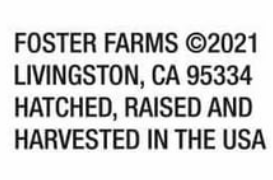 FOSTER FARMS ©2021
LIVINGSTON, CA 95334
HATCHED, RAISED AND
HARVESTED IN THE USA